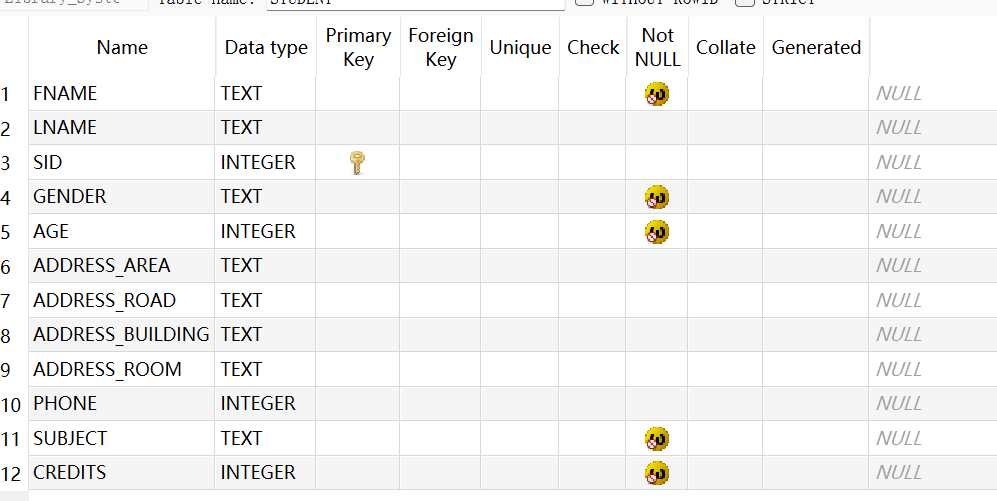 Library_Syste Table name: STUDENT WITHOUT ROWID STRICT
Name Data type Primary Key Foreign Key Unique Check Not NULL Collate Generated
1 FNAME TEXT NULL
2 LNAME TEXT NULL
3 SID INTEGER NULL
4 GENDER TEXT NULL
5 AGE INTEGER NULL
6 ADDRESS_AREA TEXT NULL
7 ADDRESS_ROAD TEXT NULL
8 ADDRESS_BUILDING TEXT NULL
9 ADDRESS_ROOM TEXT NULL
10 PHONE INTEGER NULL
11 SUBJECT TEXT NULL
12 CREDITS INTEGER NULL